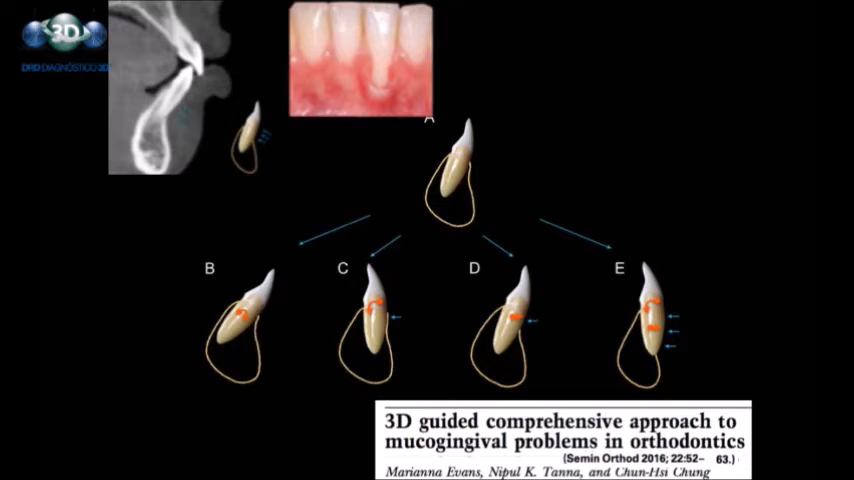 3D
DRD DIAGNÓSTICO 3D
A
B
C
D
E
3D guided comprehensive approach to
mucogingival problems in orthodontics
(Semin Orthod 2016; 22:52– 63.)
Marianna Evans, Nipul K. Tanna, and Chun-Hsi Chung